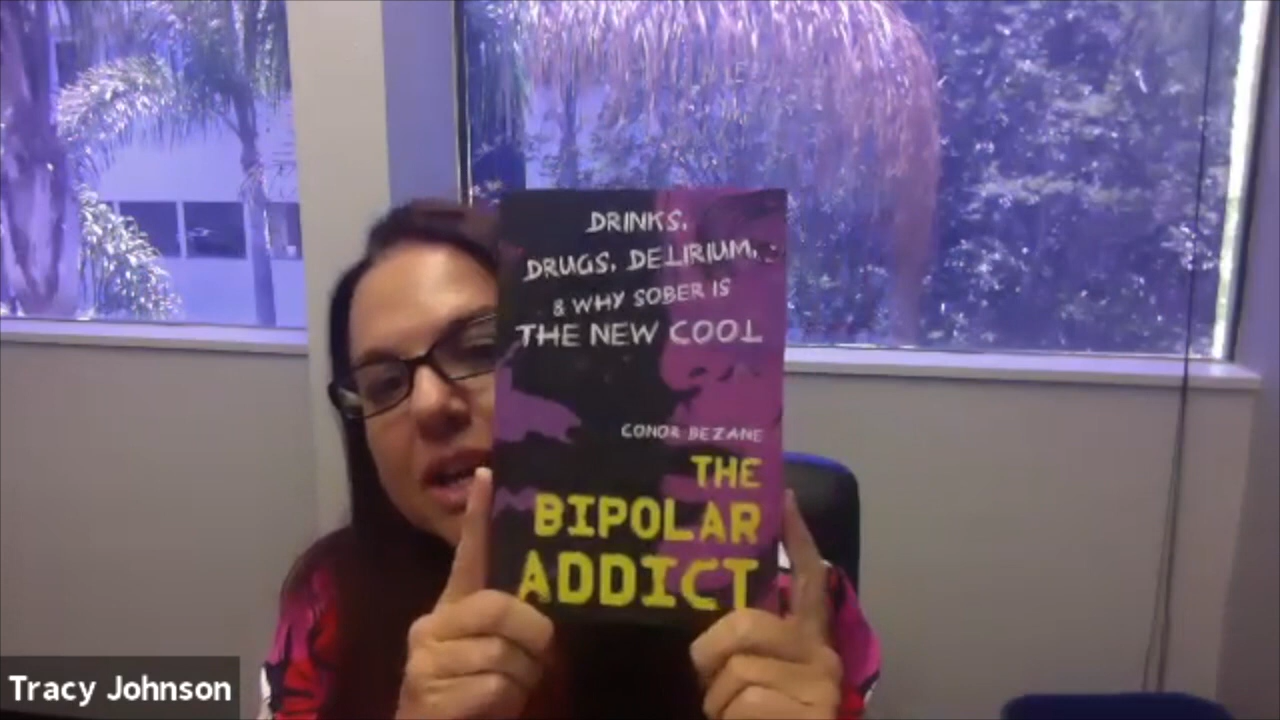 DRINKS,
DRUGS, DELIRIUM,
& WHY SOBER IS
THE NEW COOL
CONOR BEZANE
THE
BIPOLAR
ADDICT
Tracy Johnson